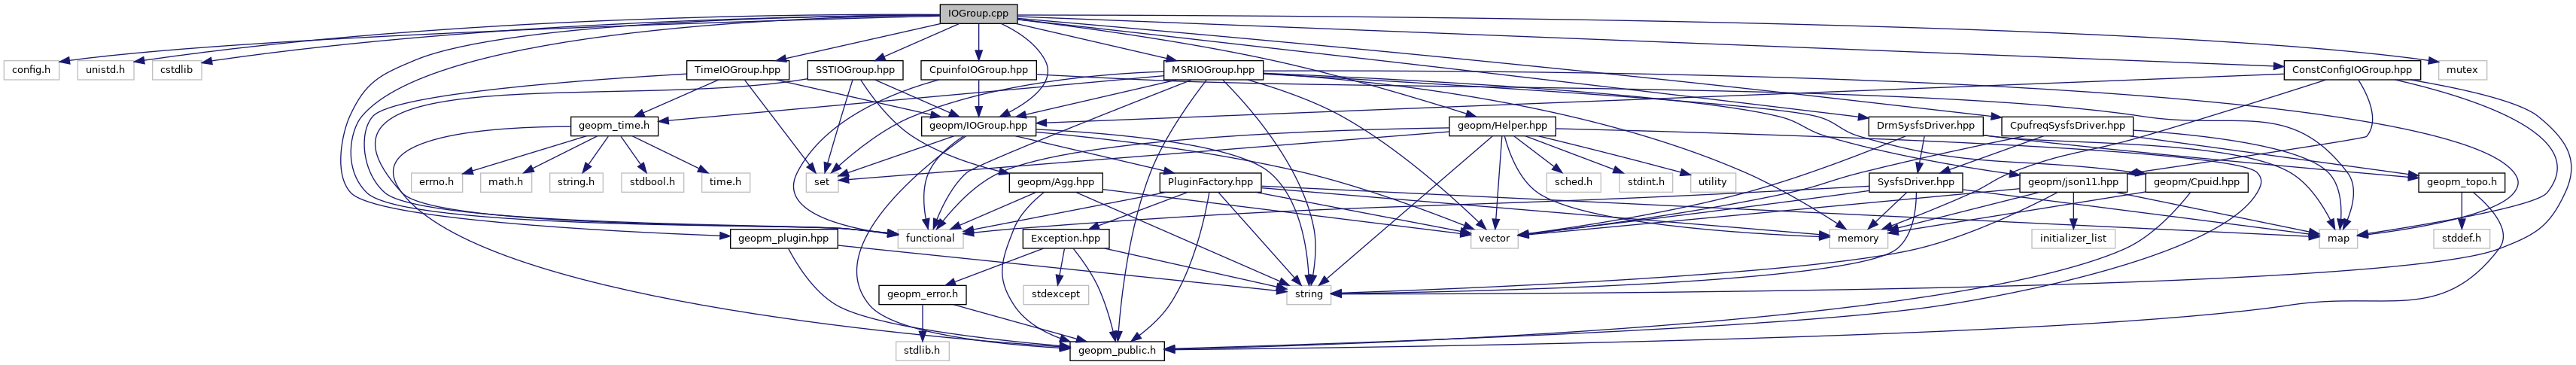 IOGroup.cpp
config.h
unistd.h
cstdlib
TimeIOGroup.hpp
SSTIOGroup.hpp
CpuinfoIOGroup.hpp
MSRIOGroup.hpp
ConstConfigIOGroup.hpp
mutex
geopm_time.h
geopm/IOGroup.hpp
geopm/Helper.hpp
DrmSysfsDriver.hpp
CpufreqSysfsDriver.hpp
errno.h
math.h
string.h
stdbool.h
time.h
set
geopm/Agg.hpp
PluginFactory.hpp
sched.h
stdint.h
utility
SysfsDriver.hpp
geopm/json11.hpp
geopm/Cpuid.hpp
geopm_topo.h
geopm_plugin.hpp
functional
Exception.hpp
vector
memory
initializer_list
map
stddef.h
geopm_error.h
stdexcept
string
stdlib.h
geopm_public.h